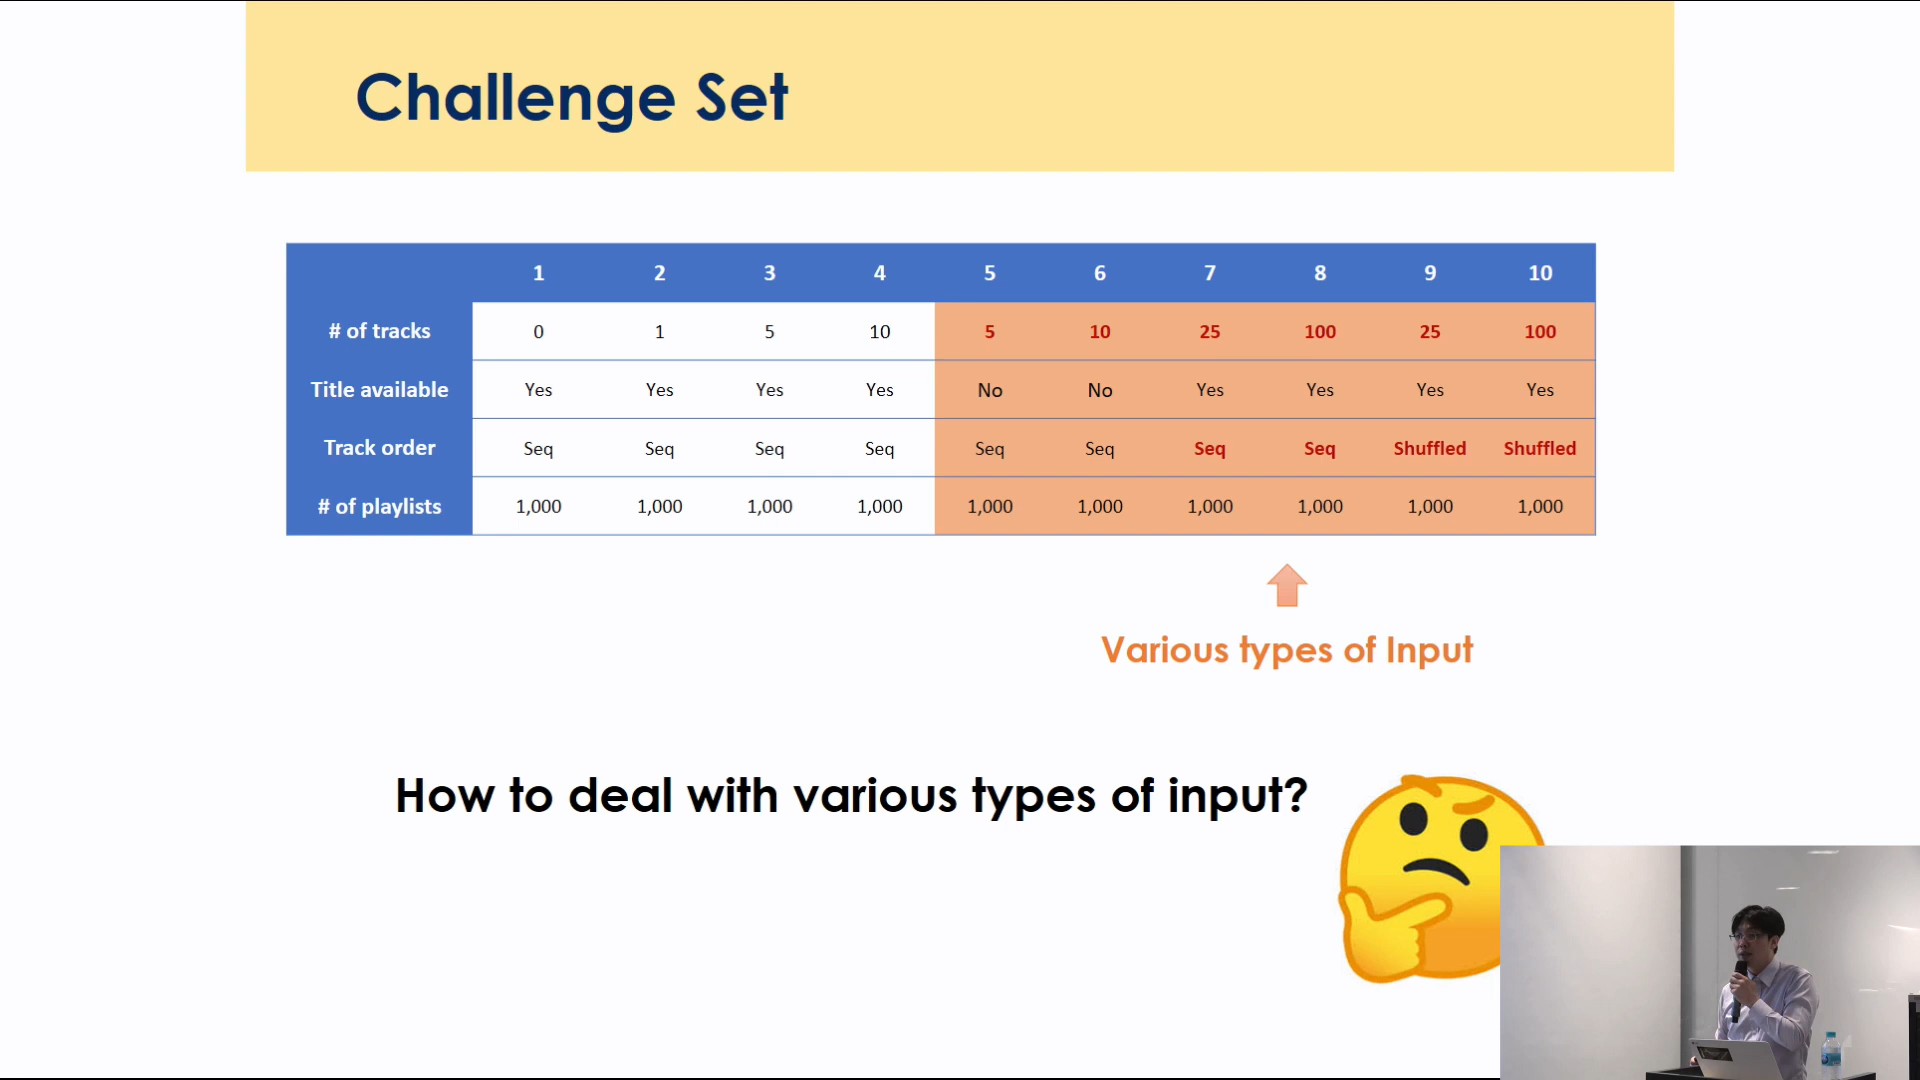 Challenge Set
1 2 3 4 5 6 7 8 9 10
# of tracks 0 1 5 10 5 10 25 100 25 100
Title available Yes Yes Yes Yes No No Yes Yes Yes Yes
Track order Seq Seq Seq Seq Seq Seq Seq Seq Shuffled Shuffled
# of playlists 1,000 1,000 1,000 1,000 1,000 1,000 1,000 1,000 1,000 1,000
Various types of Input
How to deal with various types of input?